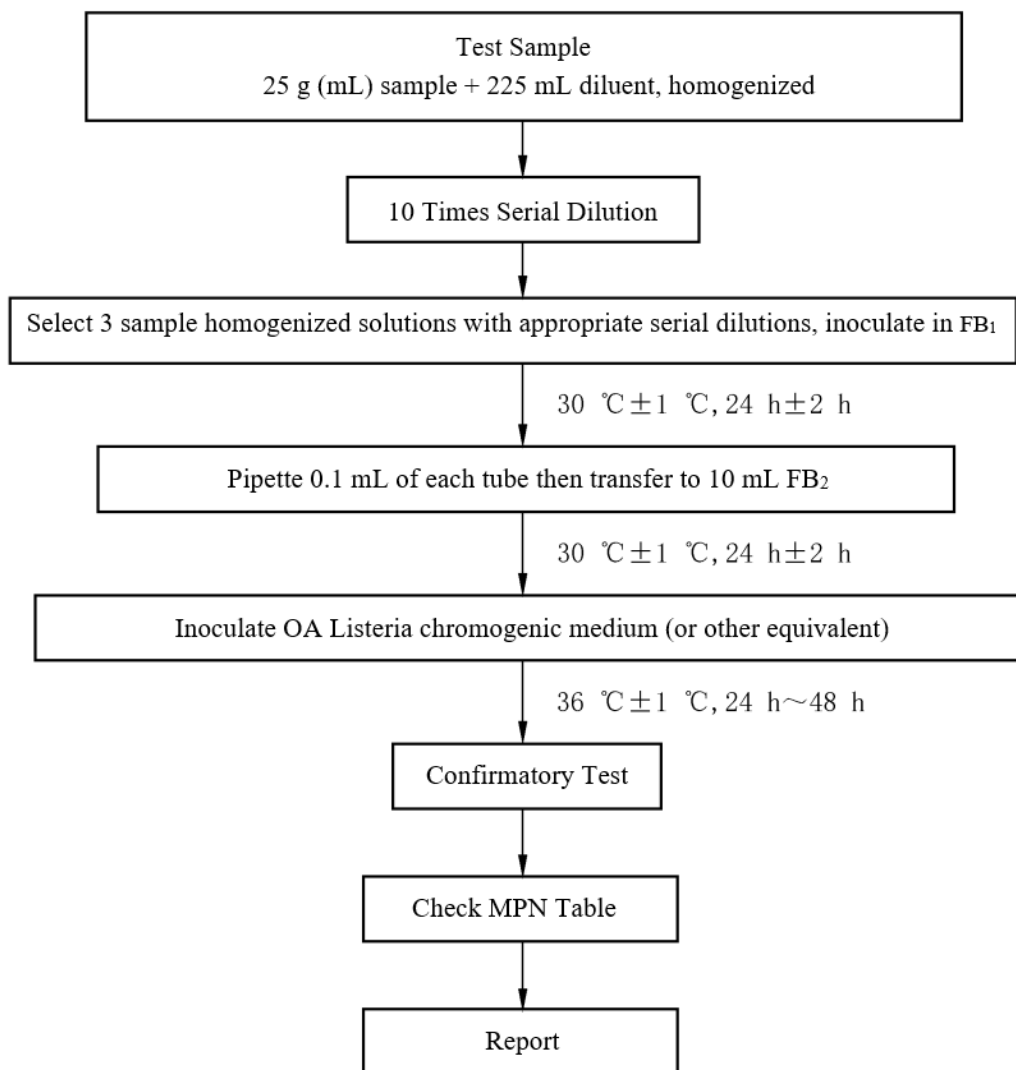 Test Sample
25 g (mL) sample + 225 mL diluent, homogenized
10 Times Serial Dilution
Select 3 sample homogenized solutions with appropriate serial dilutions, inoculate in FB₁
30 ℃±1 ℃,24 h±2 h
Pipette 0.1 mL of each tube then transfer to 10 mL FB₂
30 ℃±1 ℃,24 h±2 h
Inoculate OA Listeria chromogenic medium (or other equivalent)
36 ℃±1 ℃,24 h～48 h
Confirmatory Test
Check MPN Table
Report